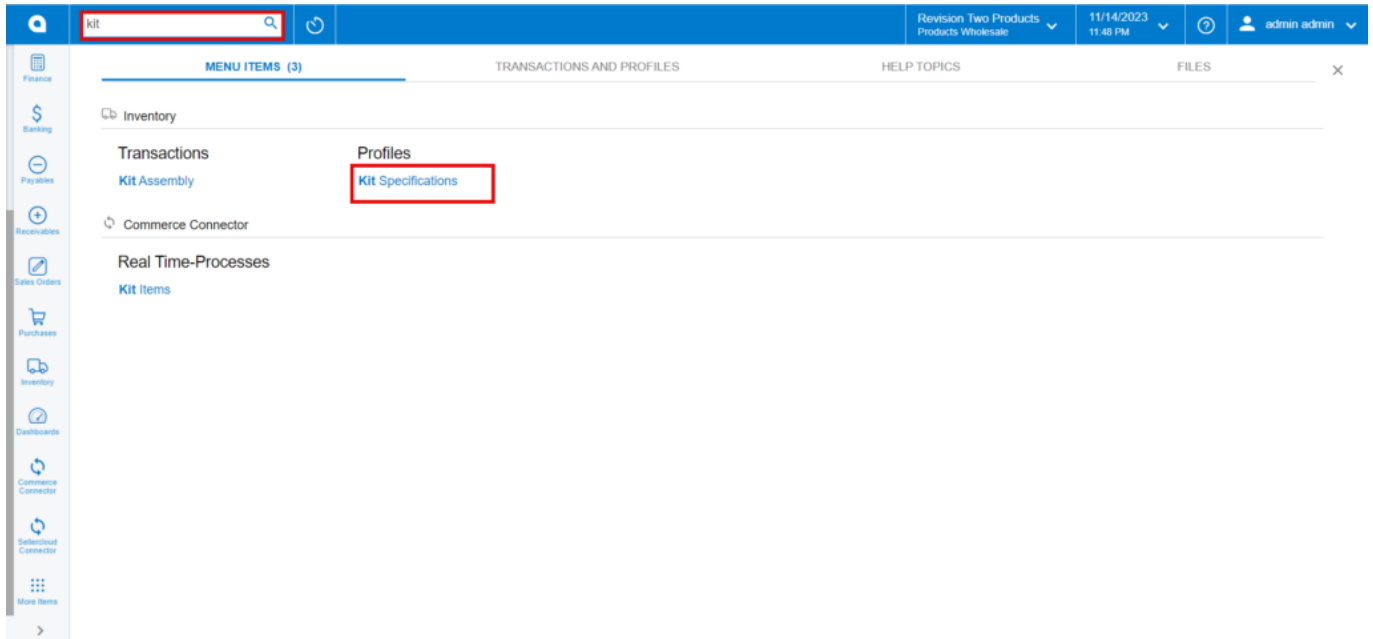 kit
Revision Two Products
Products Wholesale
11/14/2023
11:48 PM
admin admin
Finance
Banking
Payables
Receivables
Sales Orders
Purchases
Inventory
Dashboards
Commerce
Connector
Sellercloud
Connector
More Items
MENU ITEMS (3)
TRANSACTIONS AND PROFILES
HELP TOPICS
FILES
Inventory
Transactions
Kit Assembly
Profiles
Kit Specifications
Commerce Connector
Real Time-Processes
Kit Items